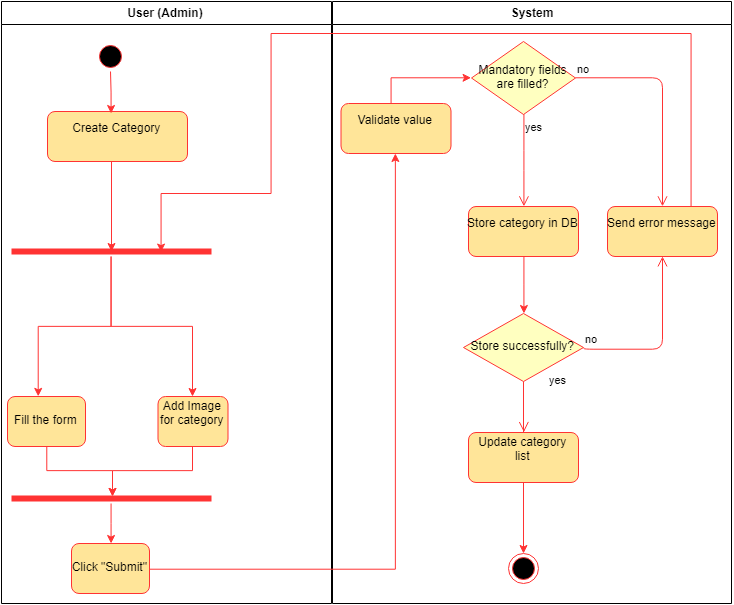 User (Admin)
System
Create Category
Fill the form
Add Image
for category
Click "Submit"
Validate value
Mandatory fields
are filled?
no
yes
Store category in DB
Send error message
Store successfully?
no
yes
Update category
list